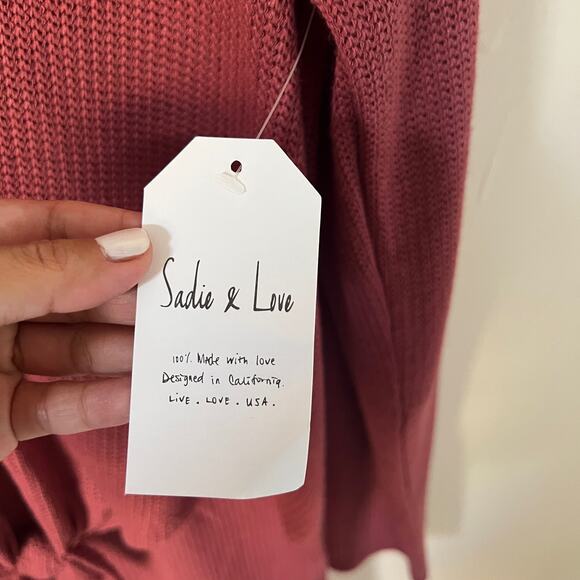 Sadie & Love
100% Made with love
Designed in California.
LIVE . LOVE . USA .